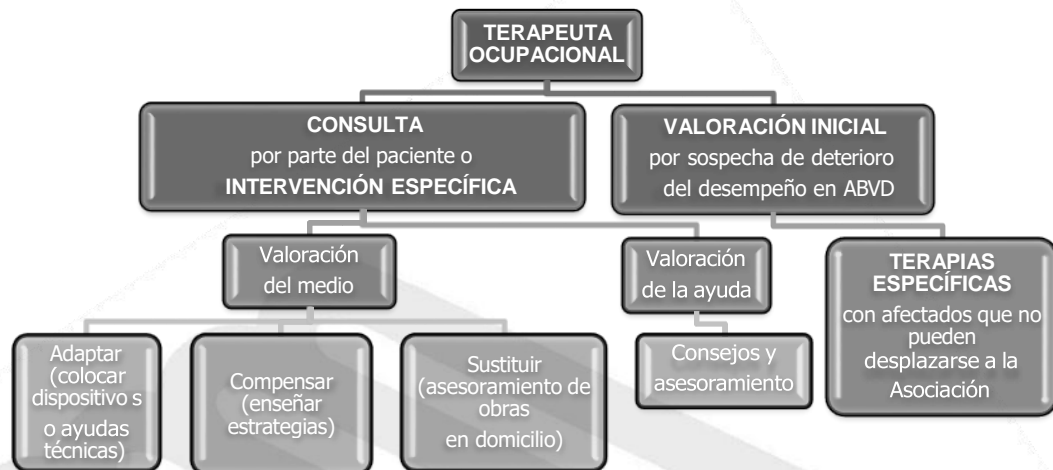 TERAPEUTA
OCUPACIONAL
CONSULTA
por parte del paciente o
INTERVENCIÓN ESPECÍFICA
VALORACIÓN INICIAL
por sospecha de deterioro
del desempeño en ABVD
Valoración
del medio
Valoración
de la ayuda
TERAPIAS
ESPECÍFICAS
con afectados que no
pueden
desplazarse a la
Asociación
Adaptar
(colocar
dispositivo s
o ayudas
técnicas)
Compensar
(enseñar
estrategias)
Sustituir
(asesoramiento de
obras
en domicilio)
Consejos y
asesoramiento